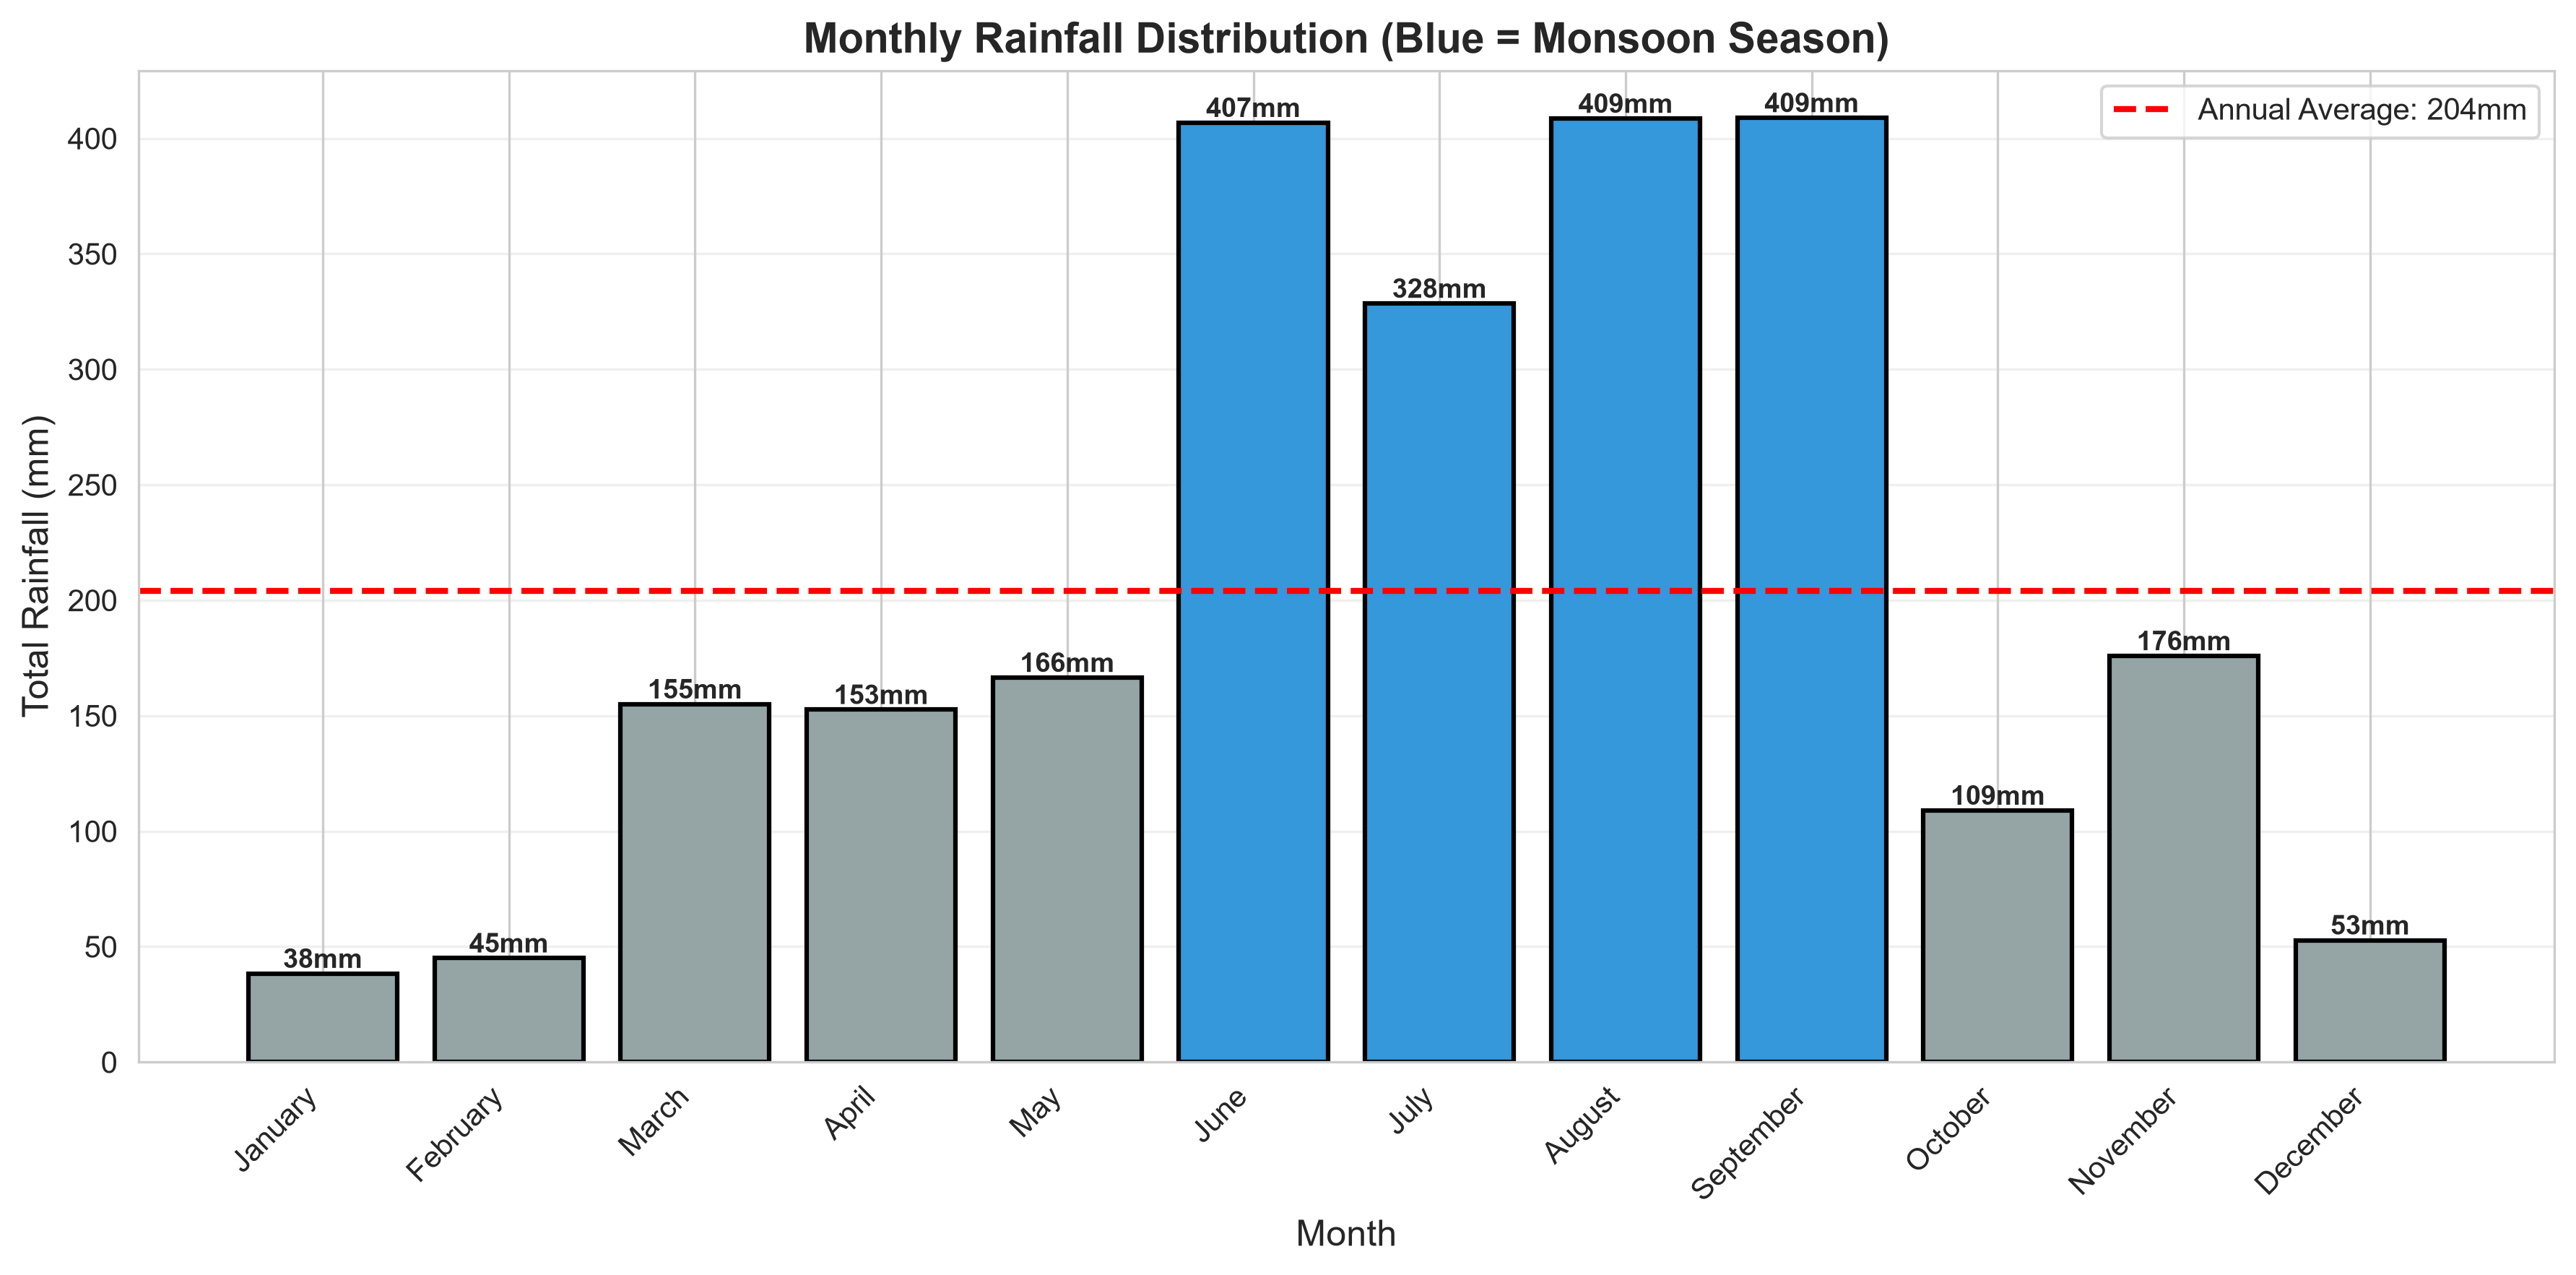 Monthly Rainfall Distribution (Blue = Monsoon Season)
Annual Average: 204mm
Total Rainfall (mm)
400
350
300
250
200
150
100
50
0
38mm
45mm
155mm
153mm
166mm
407mm
328mm
409mm
409mm
109mm
176mm
53mm
January
February
March
April
May
June
July
August
September
October
November
December
Month